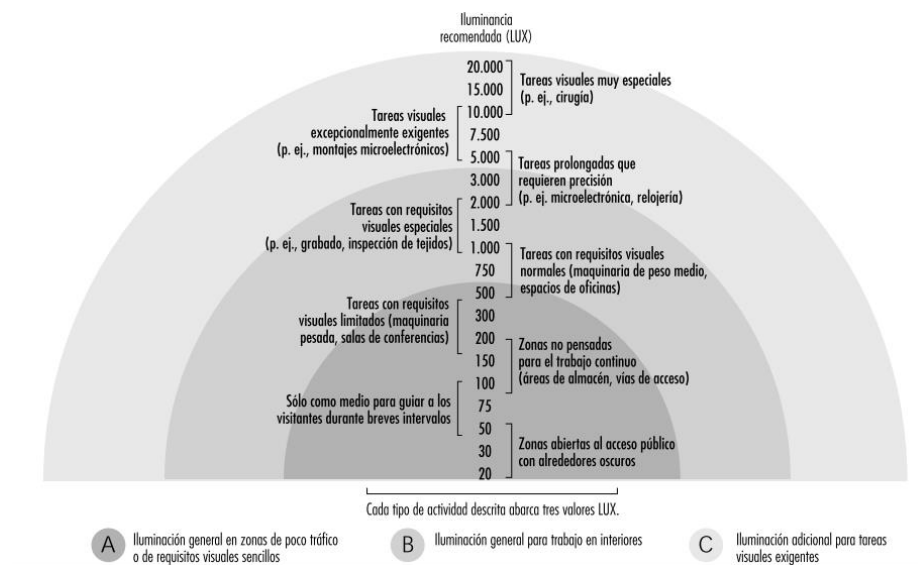 Iluminancia
recomendada (LUX)
20.000
15.000
10.000
7.500
5.000
3.000
2.000
1.500
1.000
750
500
300
200
150
100
75
50
30
20
Tareas visuales muy especiales
(p. ej., cirugía)
Tareas visuales
excepcionalmente exigentes
(p. ej., montajes microelectrónicos)
Tareas prolongadas que
requieren precisión
(p. ej. microelectrónica, relojería)
Tareas con requisitos
visuales especiales
(p. ej., grabado, inspección de tejidos)
Tareas con requisitos visuales
normales (maquinaria de peso medio,
espacios de oficinas)
Tareas con requisitos
visuales limitados (maquinaria
pesada, salas de conferencias)
Zonas no pensadas
para el trabajo continuo
(áreas de almacén, vías de acceso)
Sólo como medio para guiar a los
visitantes durante breves intervalos
Zonas abiertas al acceso público
con alrededores oscuros
Cada tipo de actividad descrita abarca tres valores LUX.
A
Iluminación general en zonas de poco tráfico
o de requisitos visuales sencillos
B
Iluminación general para trabajo en interiores
C
Iluminación adicional para tareas
visuales exigentes